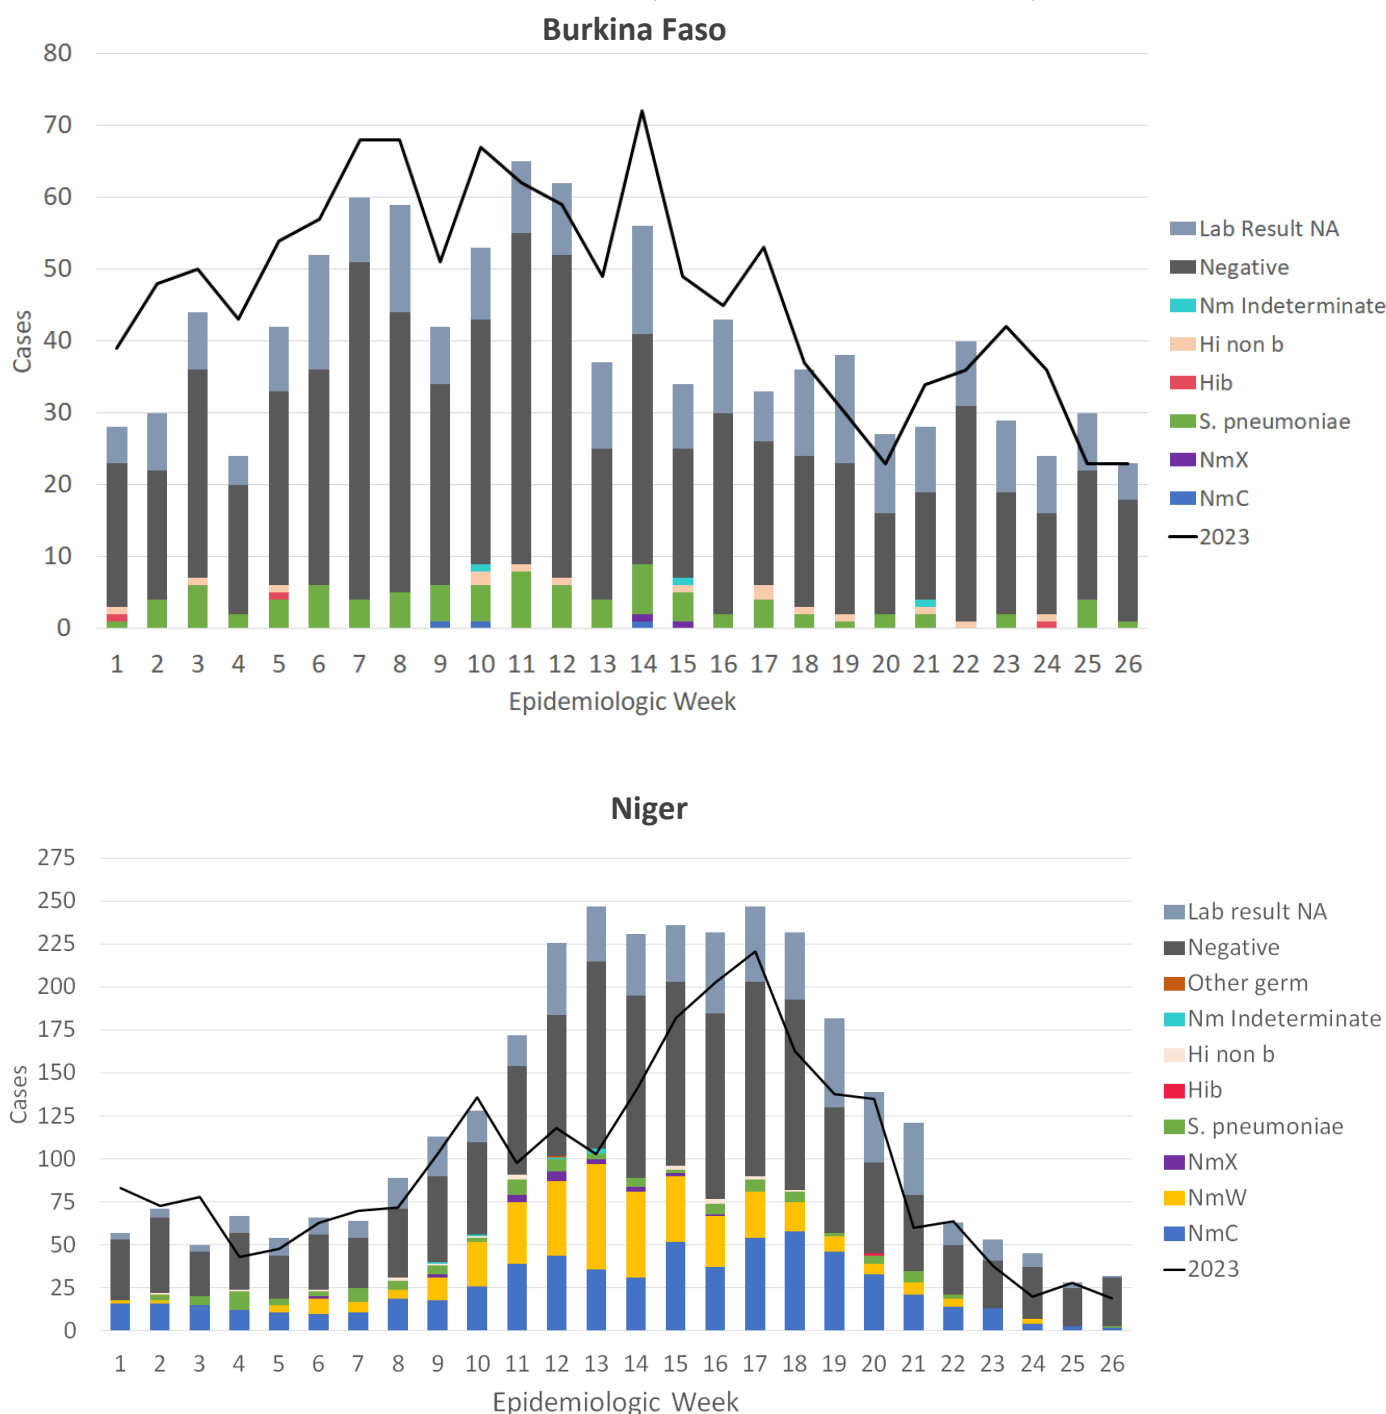 Burkina Faso
80
70
60
50
40
30
20
10
0
Cases
1 2 3 4 5 6 7 8 9 10 11 12 13 14 15 16 17 18 19 20 21 22 23 24 25 26
Epidemiologic Week
Lab Result NA
Negative
Nm Indeterminate
Hi non b
Hib
S. pneumoniae
NmX
NmC
2023
Niger
275
250
225
200
175
150
125
100
75
50
25
0
Cases
1 2 3 4 5 6 7 8 9 10 11 12 13 14 15 16 17 18 19 20 21 22 23 24 25 26
Epidemiologic Week
Lab result NA
Negative
Other germ
Nm Indeterminate
Hi non b
Hib
S. pneumoniae
NmX
NmW
NmC
2023